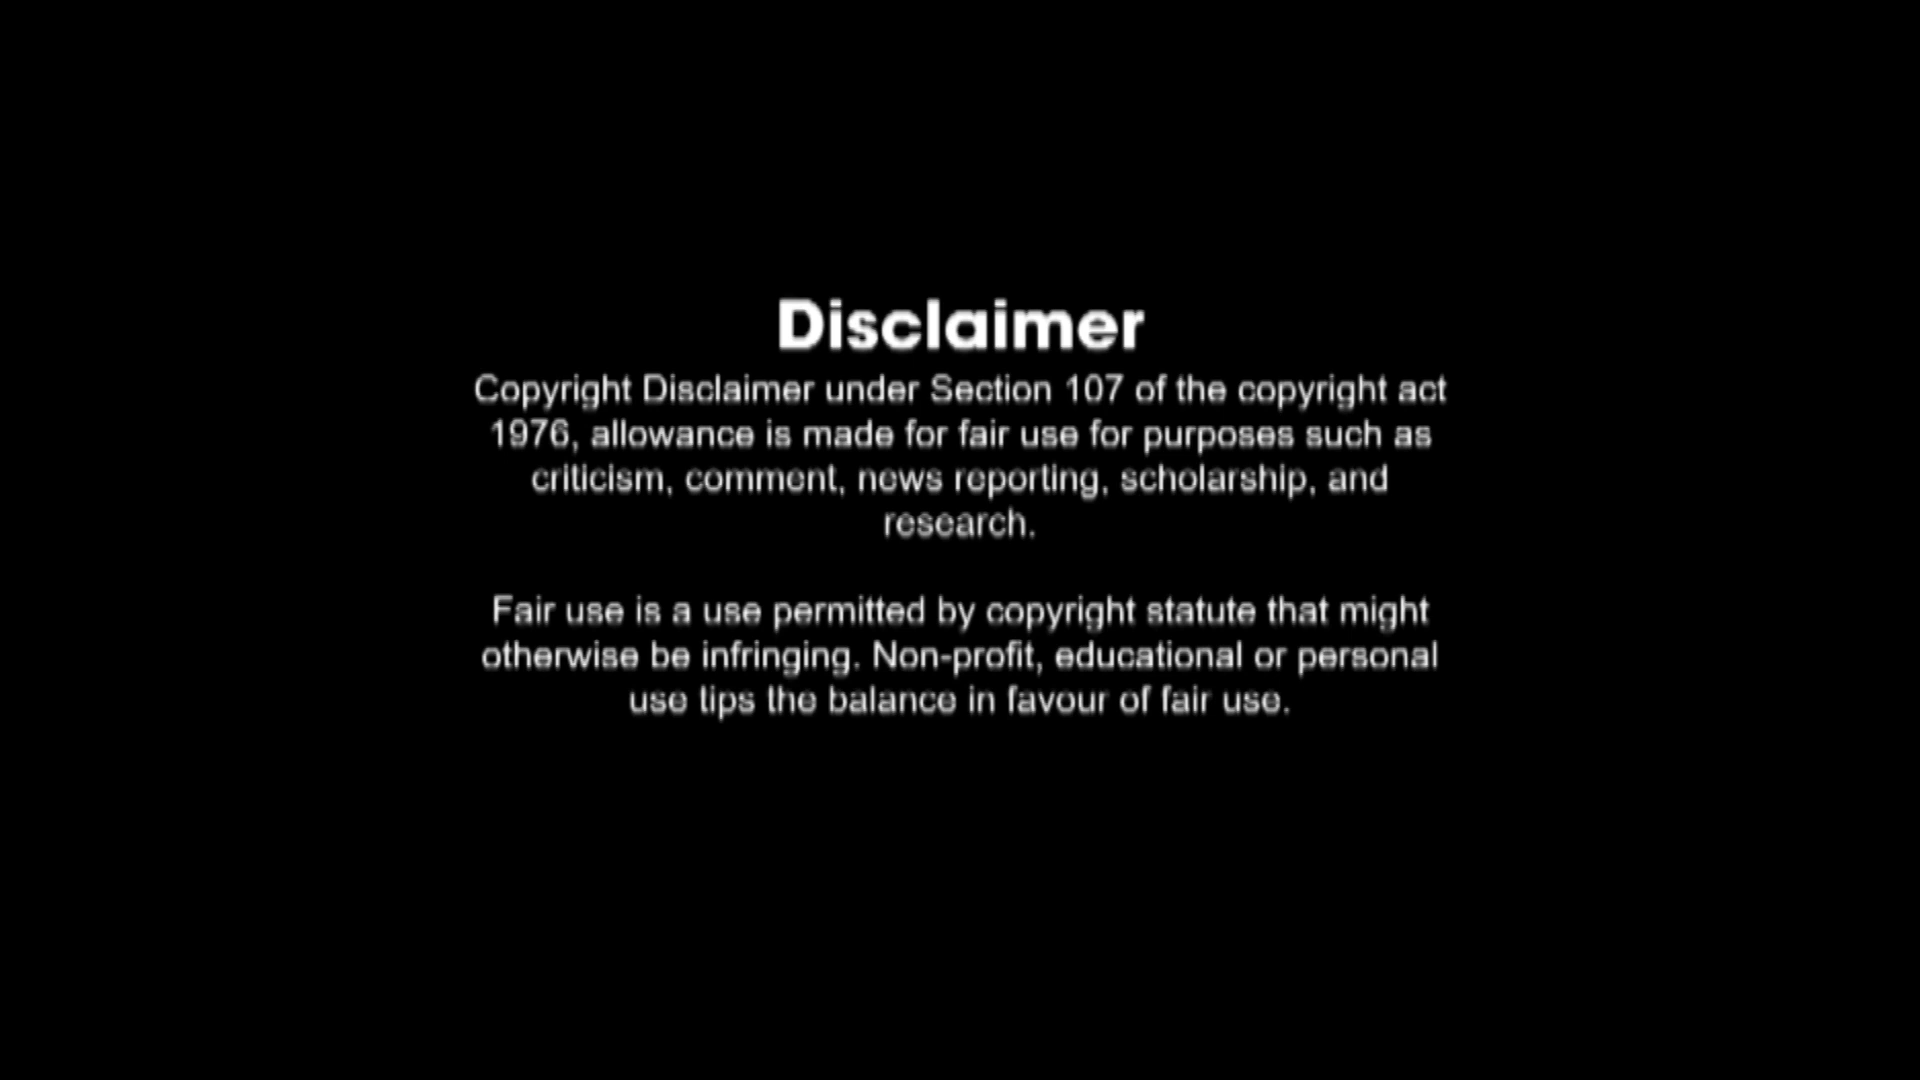 Disclaimer
Copyright Disclaimer under Section 107 of the copyright act
1976, allowance is made for fair use for purposes such as
criticism, comment, news reporting, scholarship, and
research.
Fair use is a use permitted by copyright statute that might
otherwise be infringing. Non-profit, educational or personal
use tips the balance in favour of fair use.